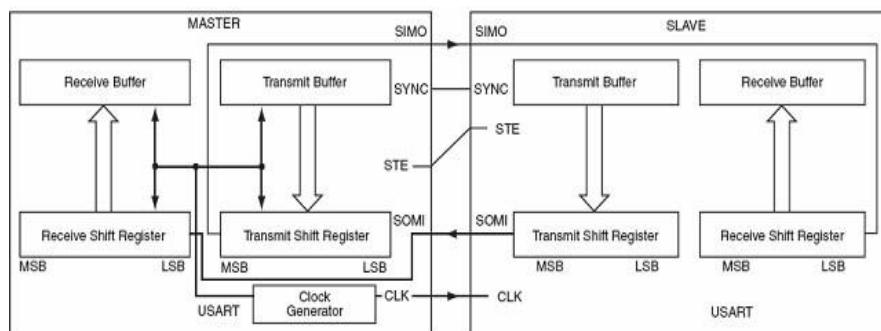 MASTER
SLAVE
SIMO
SIMO
Receive Buffer
Transmit Buffer
SYNC
SYNC
Transmit Buffer
Receive Buffer
STE
STE
SOMI
SOMI
Receive Shift Register
Transmit Shift Register
Transmit Shift Register
Receive Shift Register
MSB
LSB
MSB
LSB
MSB
LSB
MSB
LSB
USART
Clock
Generator
CLK
CLK
USART